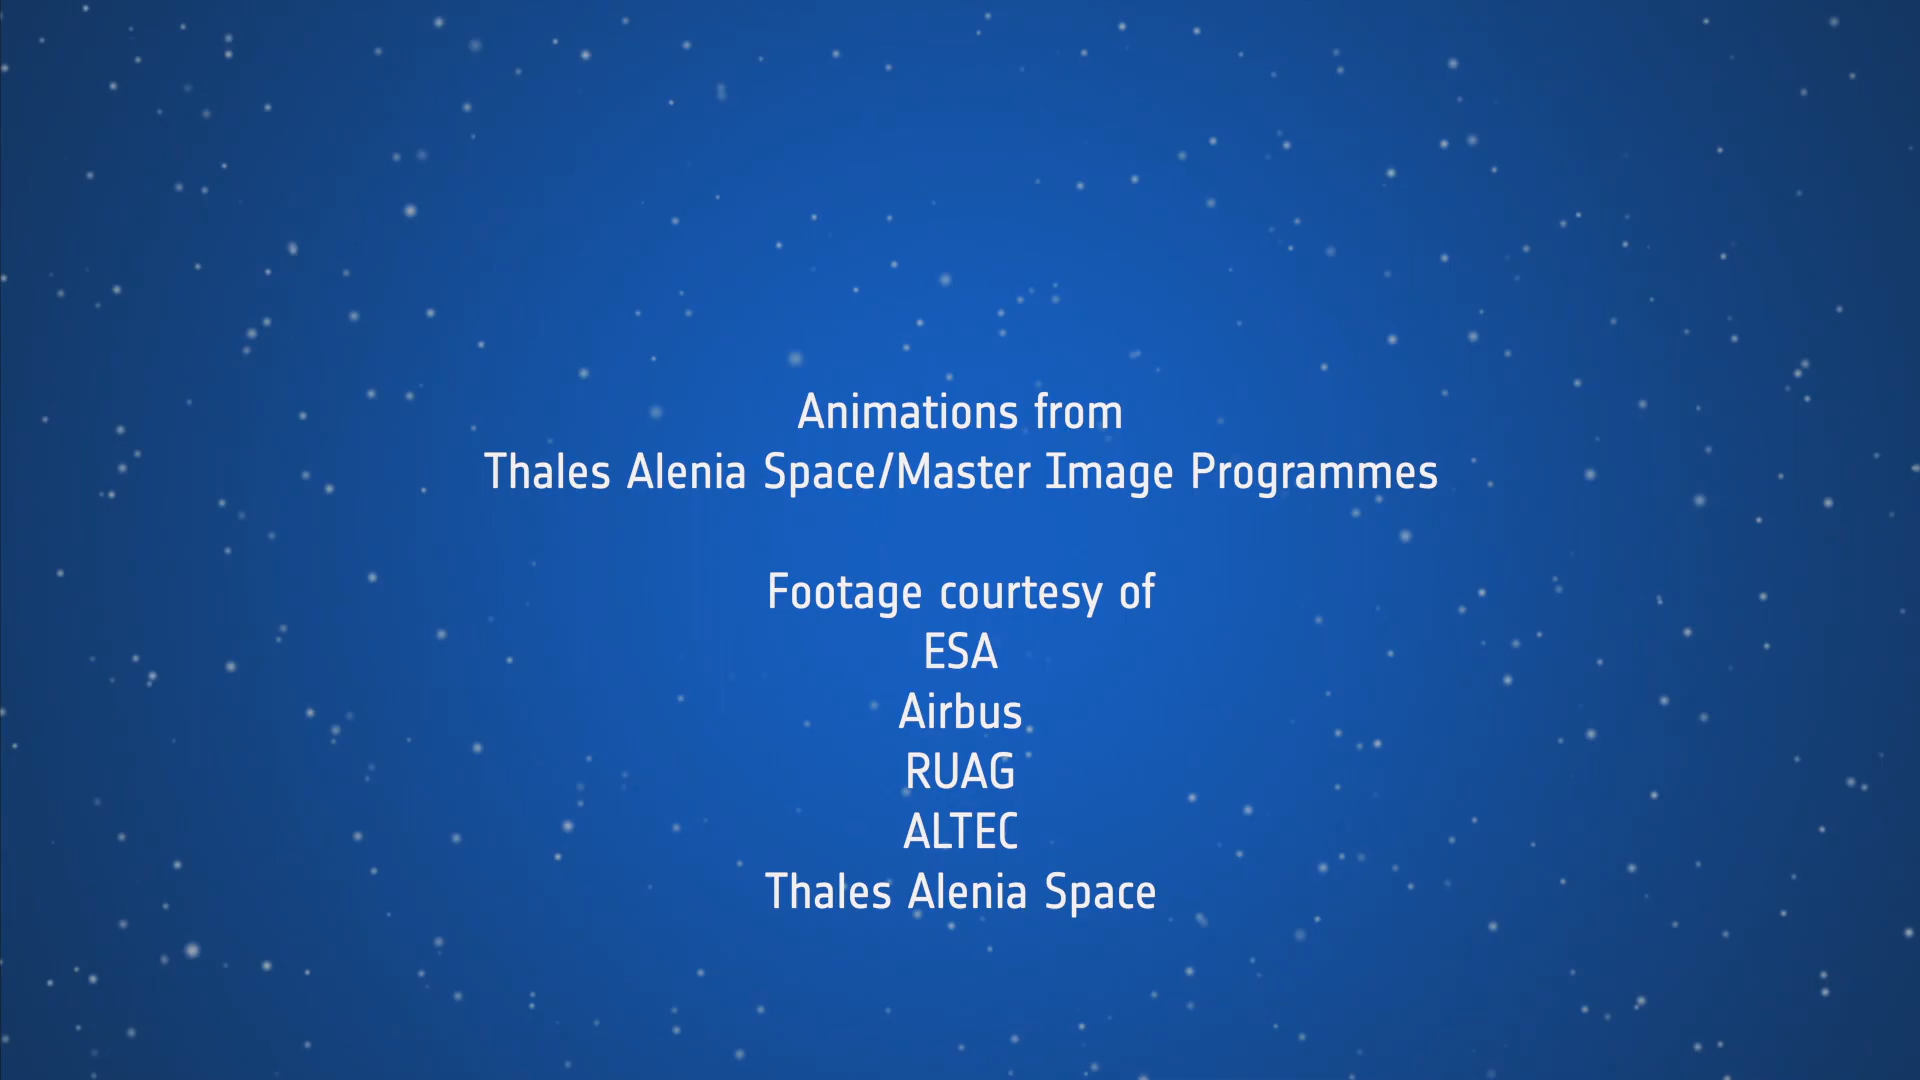 Animations from
Thales Alenia Space/Master Image Programmes
Footage courtesy of
ESA
Airbus
RUAG
ALTEC
Thales Alenia Space